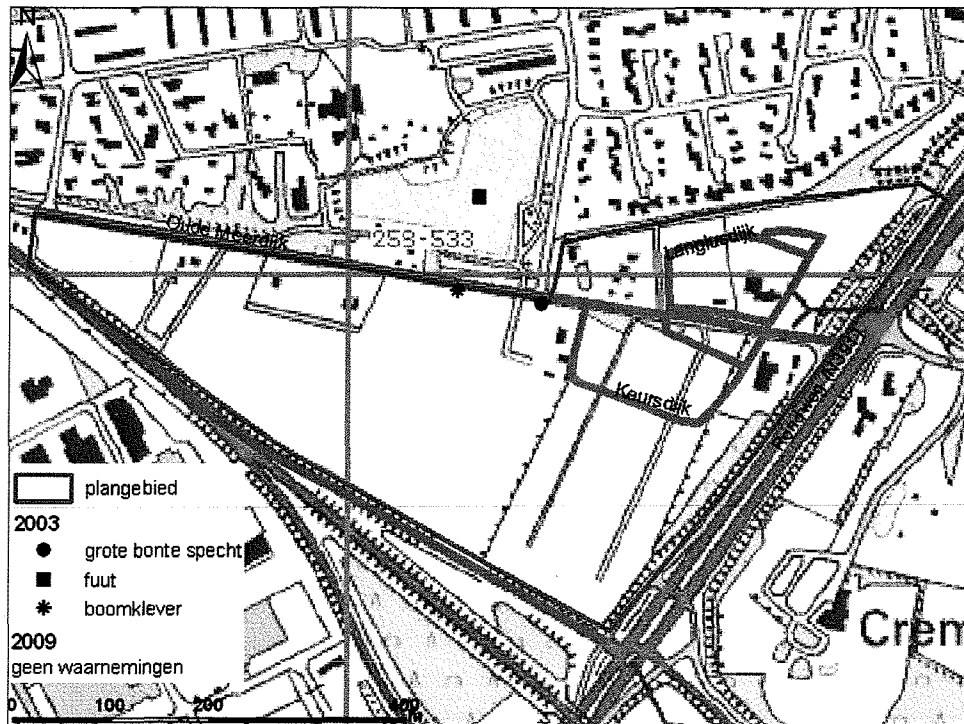 N
Oude Meerdijk
259-533
Langlusdijk
Keursdijk
plangebied
2003
grote bonte specht
fuut
boomklever
2009
geen waarnemingen
0 100 200 400
Crem